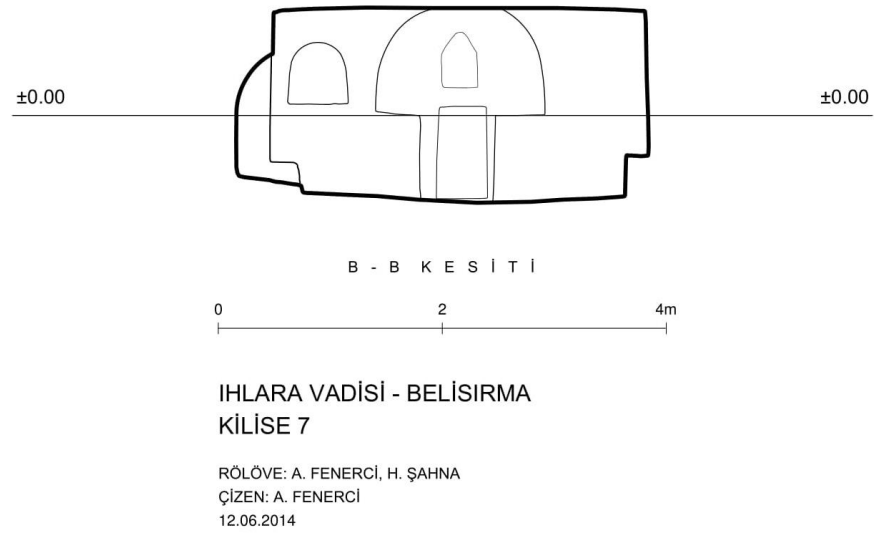 ±0.00 ±0.00
B - B K E S İ T İ
0 2 4m
IHLARA VADİSİ - BELİSIRMA
KİLİSE 7
RÖLÖVE: A. FENERCİ, H. ŞAHNA
ÇİZEN: A. FENERCİ
12.06.2014